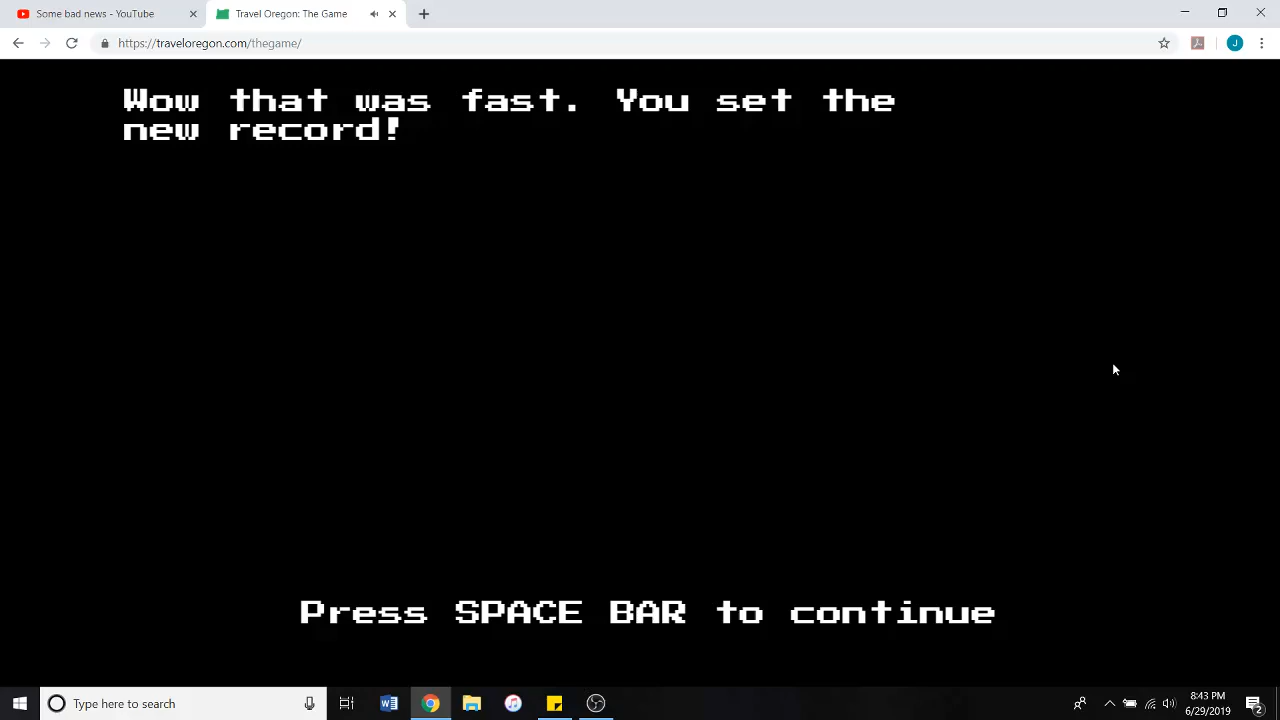 Some bad news - YouTube
Travel Oregon: The Game
https://traveloregon.com/thegame/
J
Wow that was fast. You set the
new record!
Press SPACE BAR to continue
Type here to search
8:43 PM
6/29/2019
2